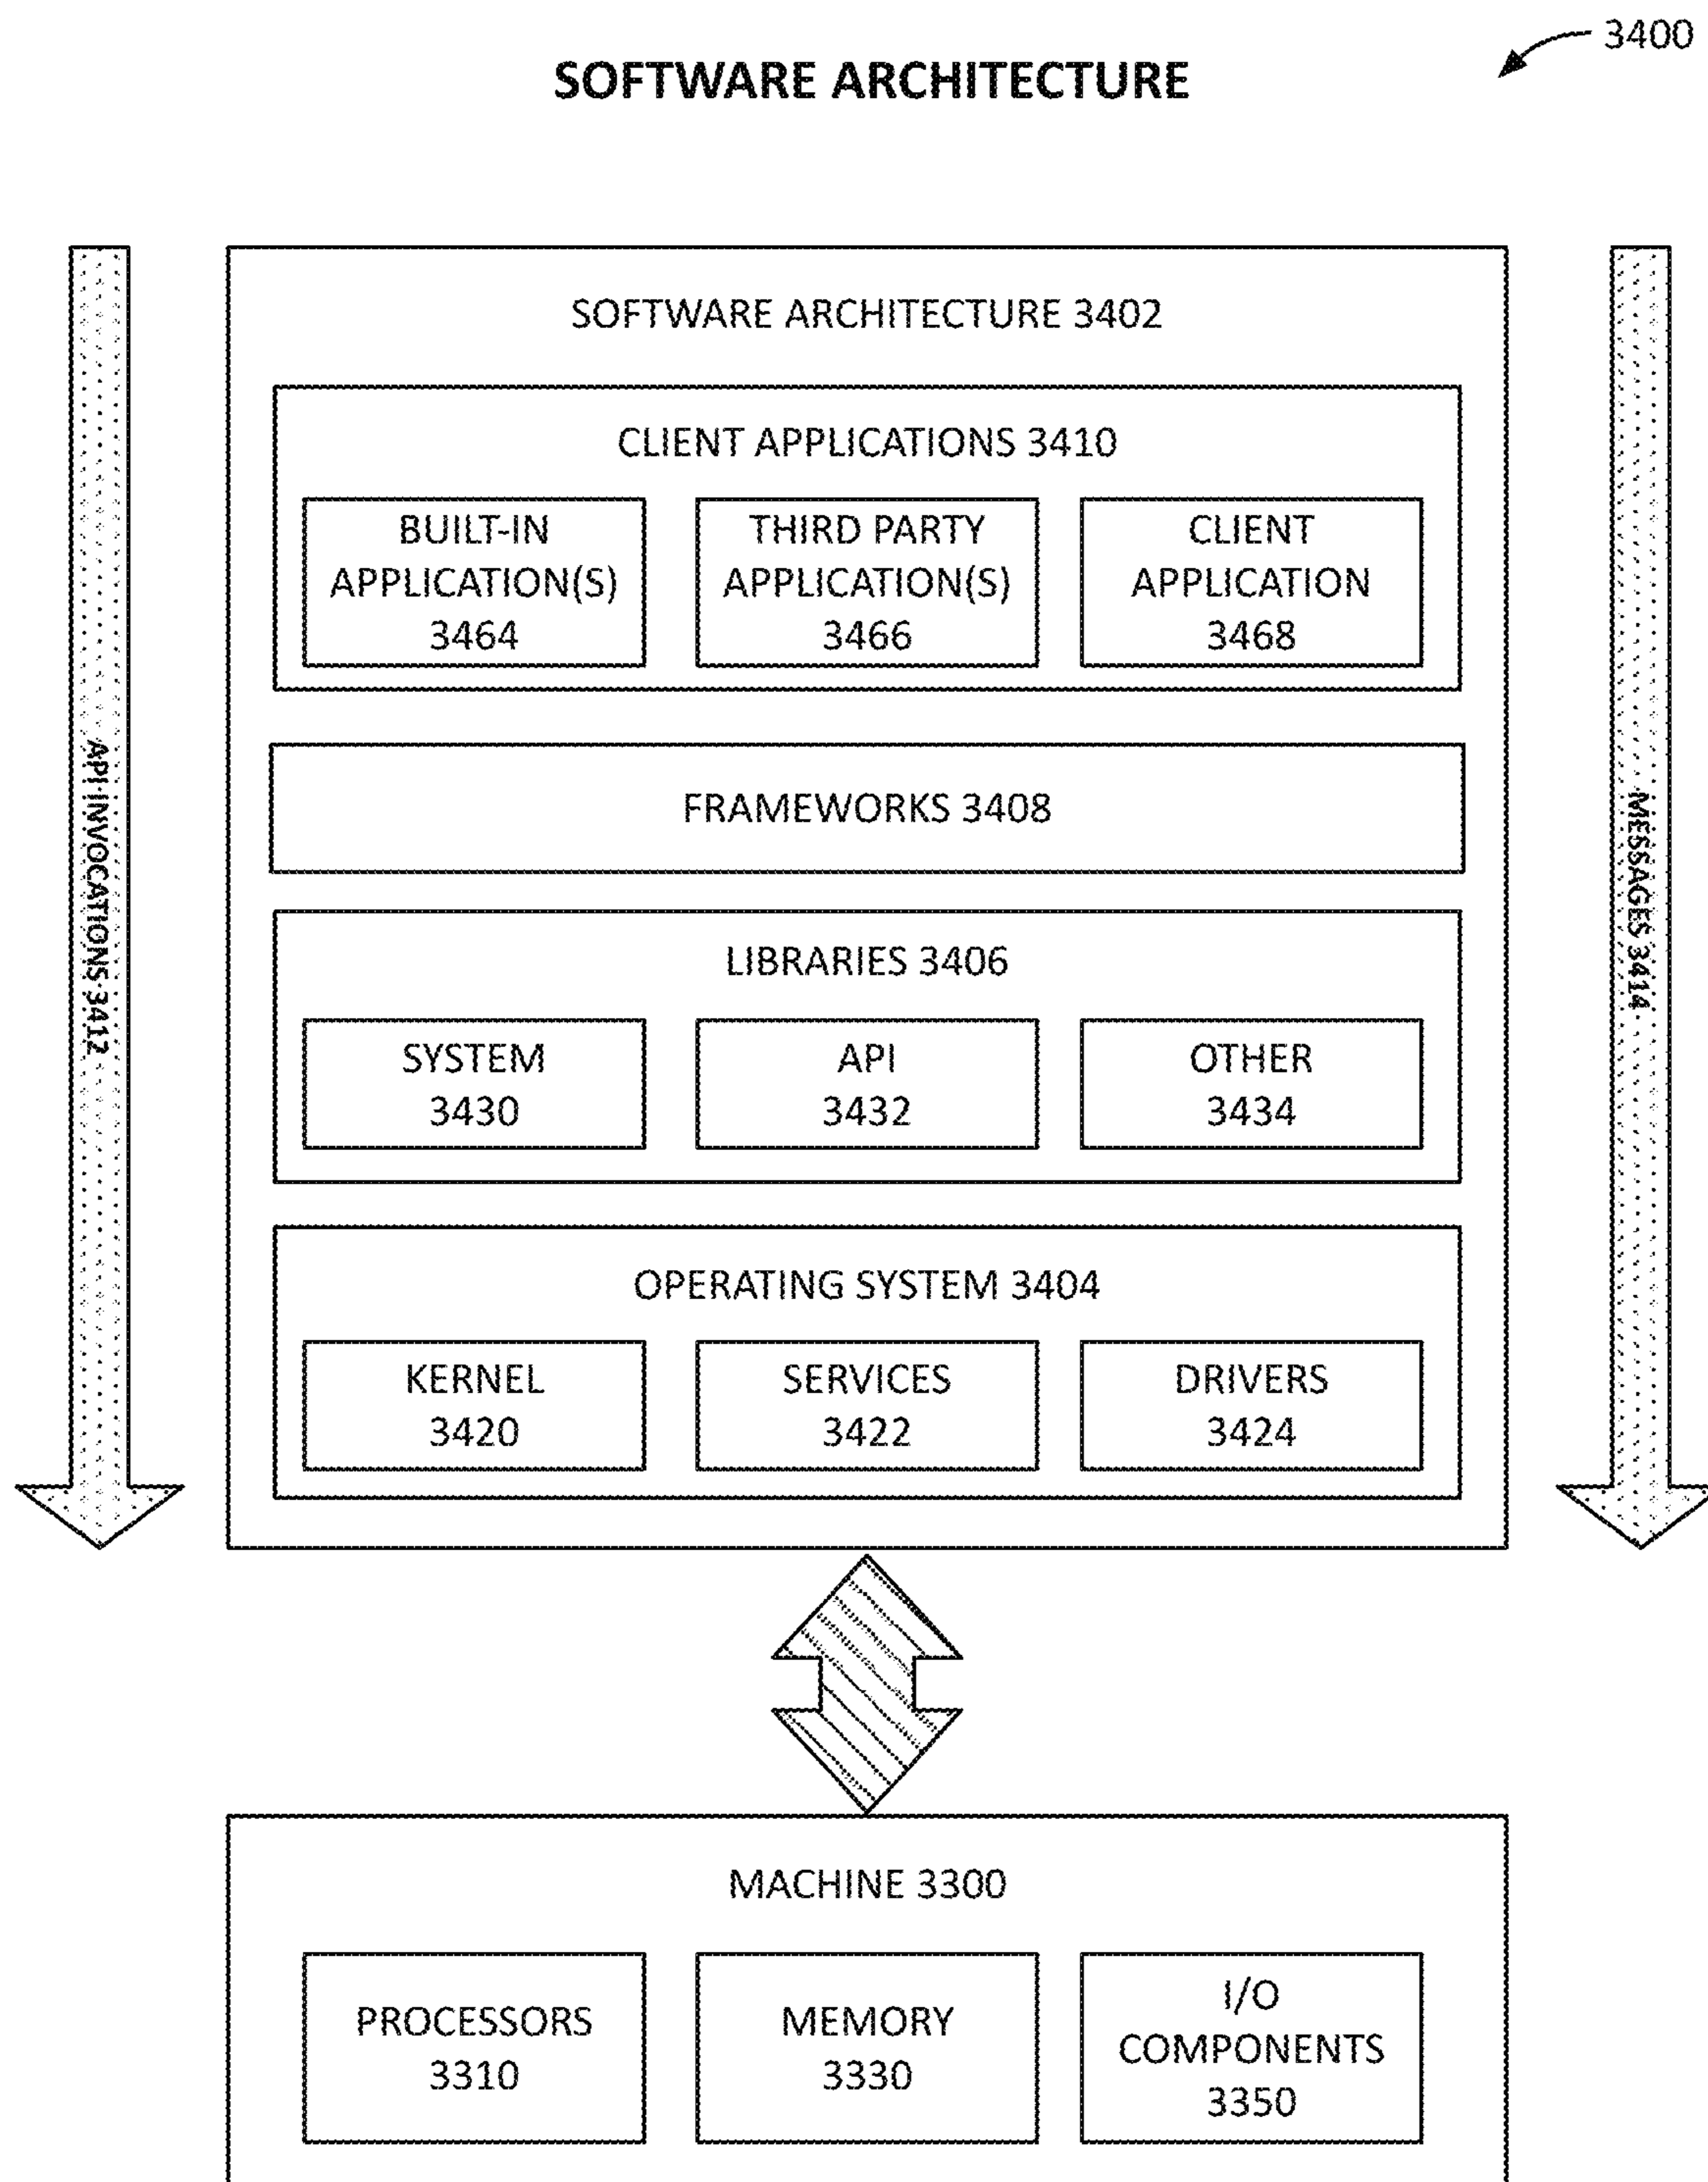 3400
SOFTWARE ARCHITECTURE
SOFTWARE ARCHITECTURE 3402
CLIENT APPLICATIONS 3410
BUILT-IN
APPLICATION(S)
3464
THIRD PARTY
APPLICATION(S)
3466
CLIENT
APPLICATION
3468
FRAMEWORKS 3408
LIBRARIES 3406
SYSTEM
3430
API
3432
OTHER
3434
OPERATING SYSTEM 3404
KERNEL
3420
SERVICES
3422
DRIVERS
3424
API INVOCATIONS 3412
MESSAGES 3414
MACHINE 3300
PROCESSORS
3310
MEMORY
3330
I/O
COMPONENTS
3350